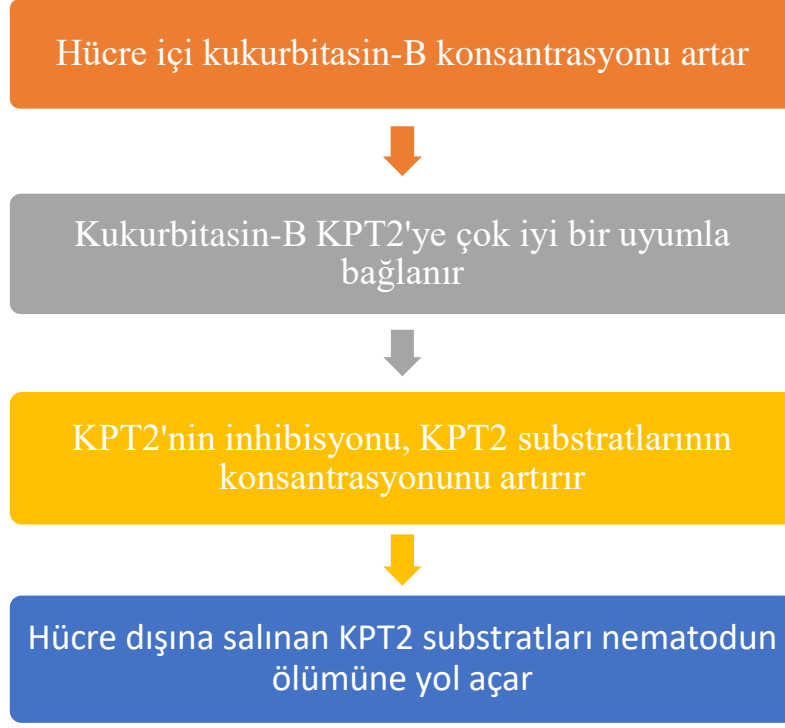 Hücre içi kukurbitasin-B konsantrasyonu artar
Kukurbitasin-B KPT2'ye çok iyi bir uyumla
bağlanır
KPT2'nin inhibisyonu, KPT2 substratlarının
konsantrasyonunu artırır
Hücre dışına salınan KPT2 substratları nematodun
ölümüne yol açar